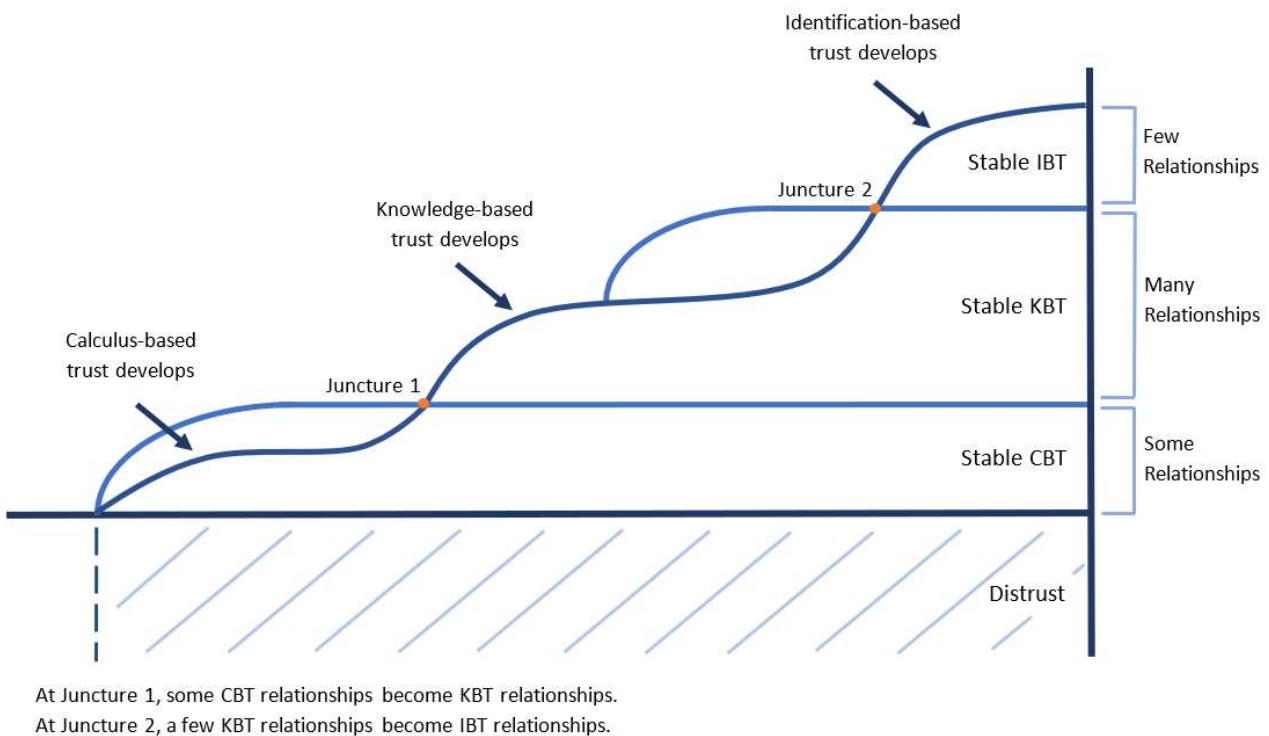 Identification-based
trust develops
Few
Relationships
Stable IBT
Juncture 2
Knowledge-based
trust develops
Many
Relationships
Stable KBT
Calculus-based
trust develops
Juncture 1
Some
Relationships
Stable CBT
Distrust
At Juncture 1, some CBT relationships become KBT relationships.
At Juncture 2, a few KBT relationships become IBT relationships.